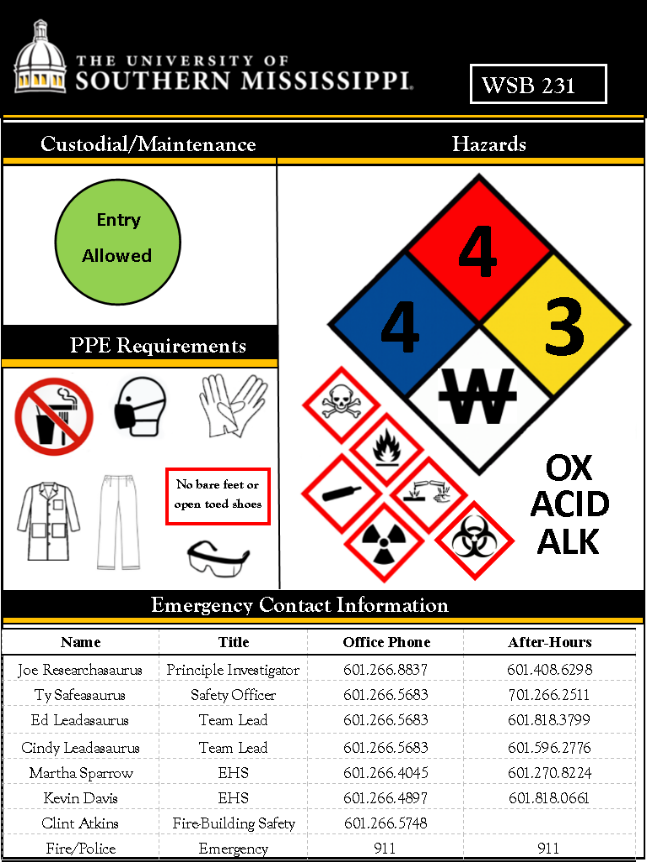 THE UNIVERSITY OF
SOUTHERN MISSISSIPPI.
WSB 231
Custodial/Maintenance
Hazards
Entry
Allowed
4
4
3
W
PPE Requirements
No bare feet or
open toed shoes
OX
ACID
ALK
Emergency Contact Information
Name Title Office Phone After-Hours
Joe Researchasaurus Principle Investigator 601.266.8837 601.408.6298
Ty Safeasaurus Safety Officer 601.266.5683 701.266.2511
Ed Leadasaurus Team Lead 601.266.5683 601.818.3799
Cindy Leadasaurus Team Lead 601.266.5683 601.596.2776
Martha Sparrow EHS 601.266.4045 601.270.8224
Kevin Davis EHS 601.266.4897 601.818.0661
Clint Atkins Fire-Building Safety 601.266.5748
Fire/Police Emergency 911 911